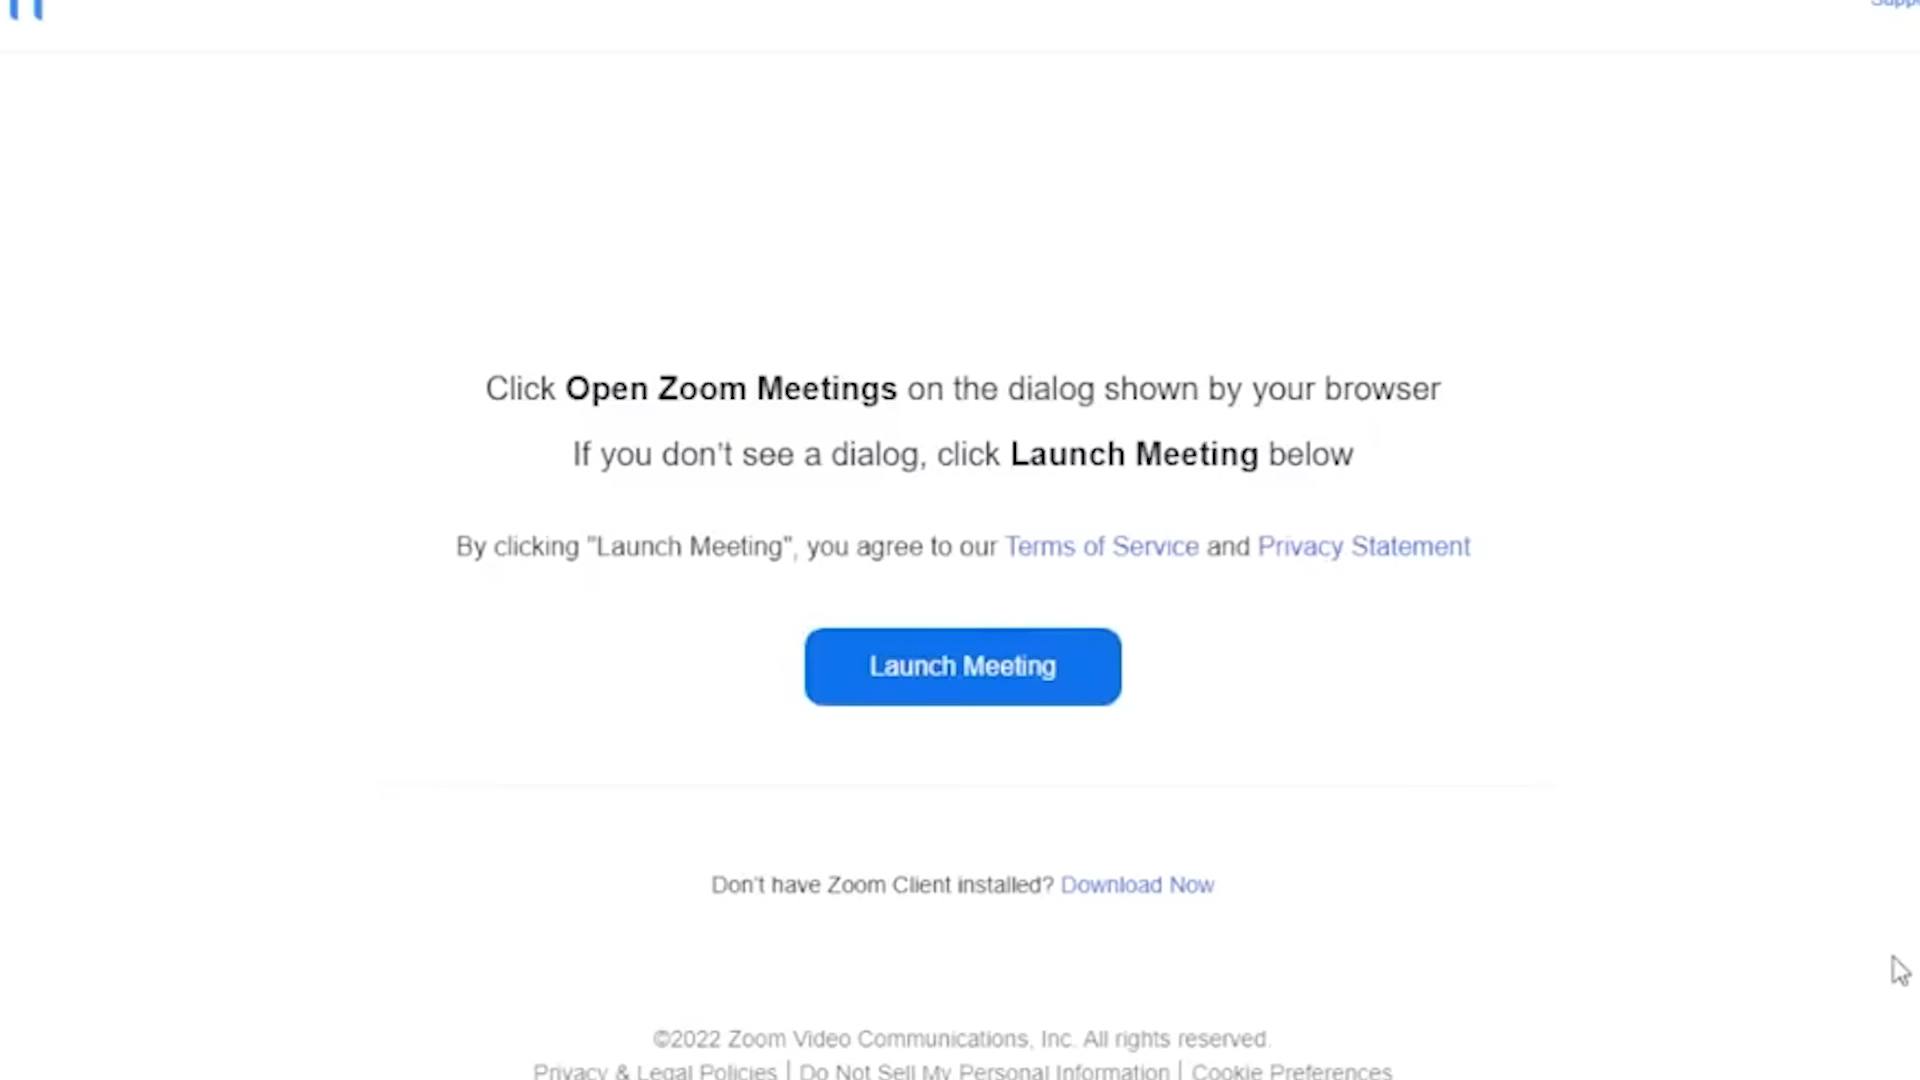 Click Open Zoom Meetings on the dialog shown by your browser
If you don't see a dialog, click Launch Meeting below
By clicking "Launch Meeting", you agree to our Terms of Service and Privacy Statement
Launch Meeting
Don't have Zoom Client installed? Download Now
©2022 Zoom Video Communications, Inc. All rights reserved.
Privacy & Legal Policies | Do Not Sell My Personal Information | Cookie Preferences